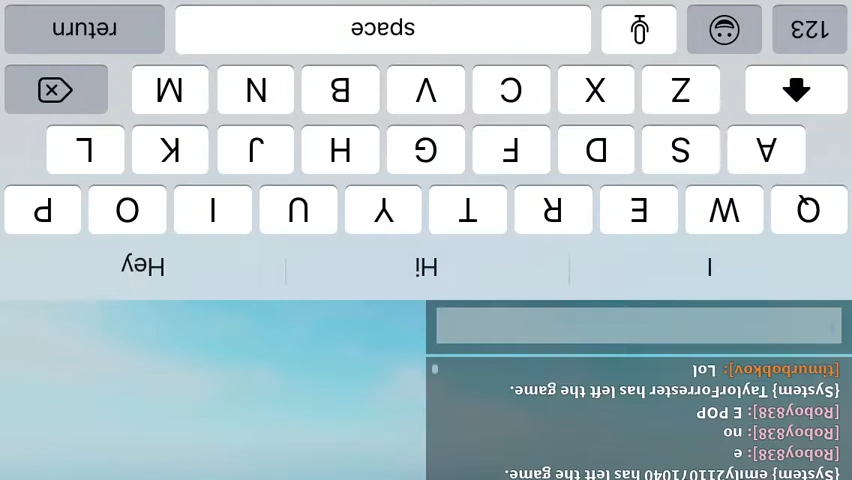 {System} emily21107​1040 has left the game.
[Roboy838]: e
[Roboy838]: no
[Roboy838]: E POP
{System} TaylorForrester has left the game.
[timurbobkov]: Lol
I Hi Hey
Q W E R T Y U I O P
A S D F G H J K L
Z X C V B N M
123 space return